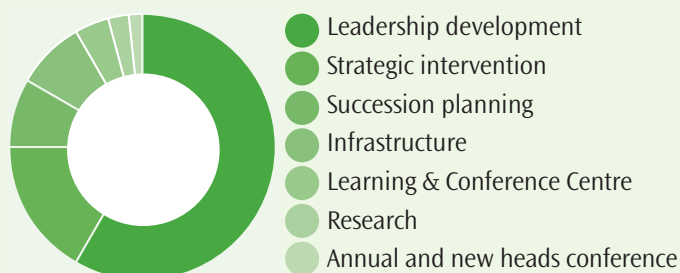 Leadership development
Strategic intervention
Succession planning
Infrastructure
Learning & Conference Centre
Research
Annual and new heads conference